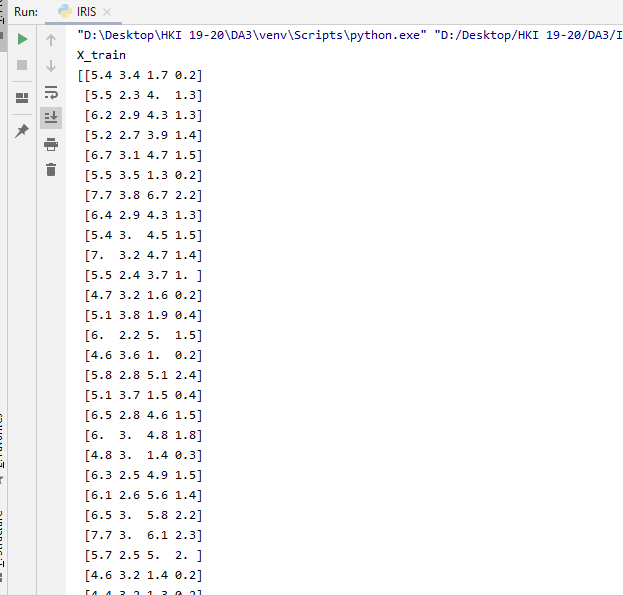 Run: IRIS
"D:\Desktop\HKI 19-20\DA3\venv\Scripts\python.exe" "D:/Desktop/HKI 19-20/DA3/I
X_train
[[5.4 3.4 1.7 0.2]
 [5.5 2.3 4.  1.3]
 [6.2 2.9 4.3 1.3]
 [5.2 2.7 3.9 1.4]
 [6.7 3.1 4.7 1.5]
 [5.5 3.5 1.3 0.2]
 [7.7 3.8 6.7 2.2]
 [6.4 2.9 4.3 1.3]
 [5.4 3.  4.5 1.5]
 [7.  3.2 4.7 1.4]
 [5.5 2.4 3.7 1. ]
 [4.7 3.2 1.6 0.2]
 [5.1 3.8 1.9 0.4]
 [6.  2.2 5.  1.5]
 [4.6 3.6 1.  0.2]
 [5.8 2.8 5.1 2.4]
 [5.1 3.7 1.5 0.4]
 [6.5 2.8 4.6 1.5]
 [6.  3.  4.8 1.8]
 [4.8 3.  1.4 0.3]
 [6.3 2.5 4.9 1.5]
 [6.1 2.6 5.6 1.4]
 [6.5 3.  5.8 2.2]
 [7.7 3.  6.1 2.3]
 [5.7 2.5 5.  2. ]
 [4.6 3.2 1.4 0.2]
 [4.4 3.2 1.3 0.2]